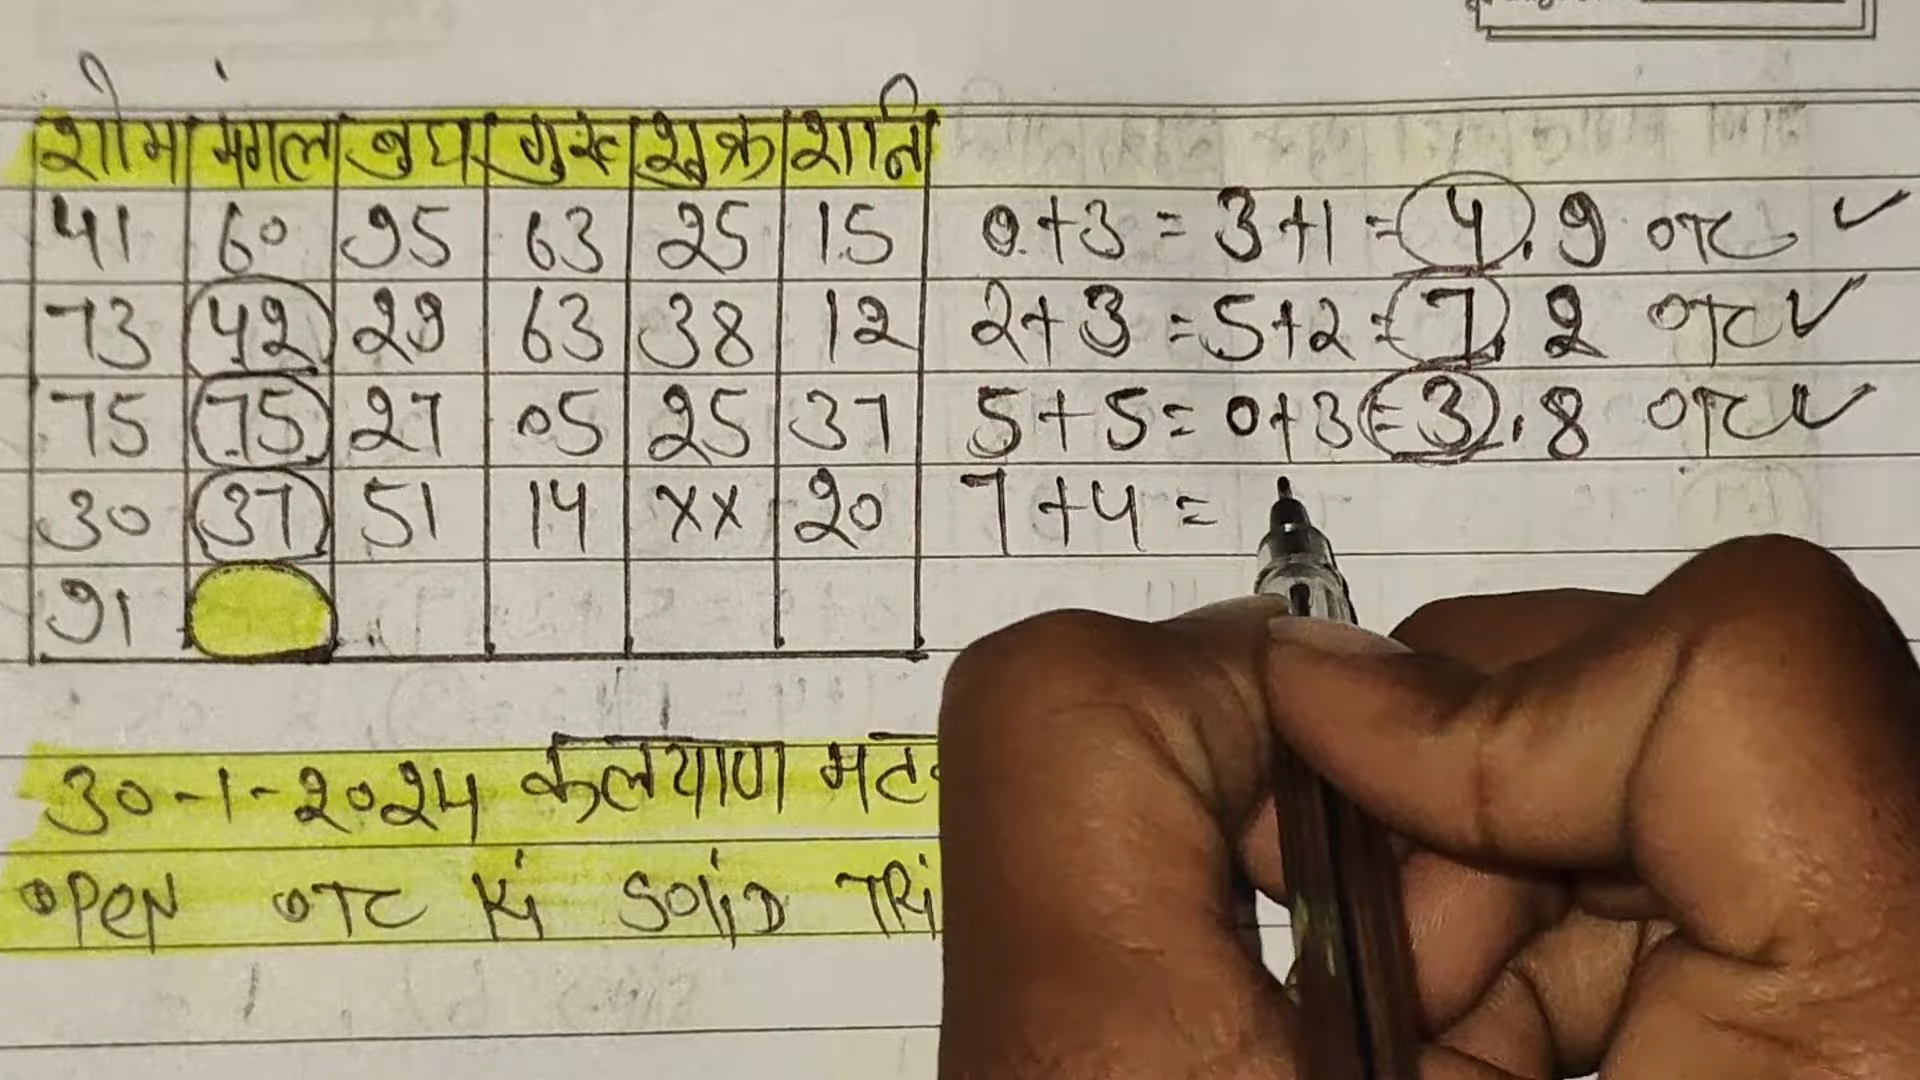 शोम मंगल बुध गुरू शुक्र शनि
41 60 95 63 25 15 0+3=3+1=4.9 OTC ✓
73 42 29 63 38 12 2+3=5+2=7.2 OTC ✓
75 75 27 05 25 37 5+5=0+3=3.8 OTC ✓
30 37 51 14 XX 20 7+4=
91
30-1-2024 कल्याण
OPEN OTC Ki SOLiD TRi